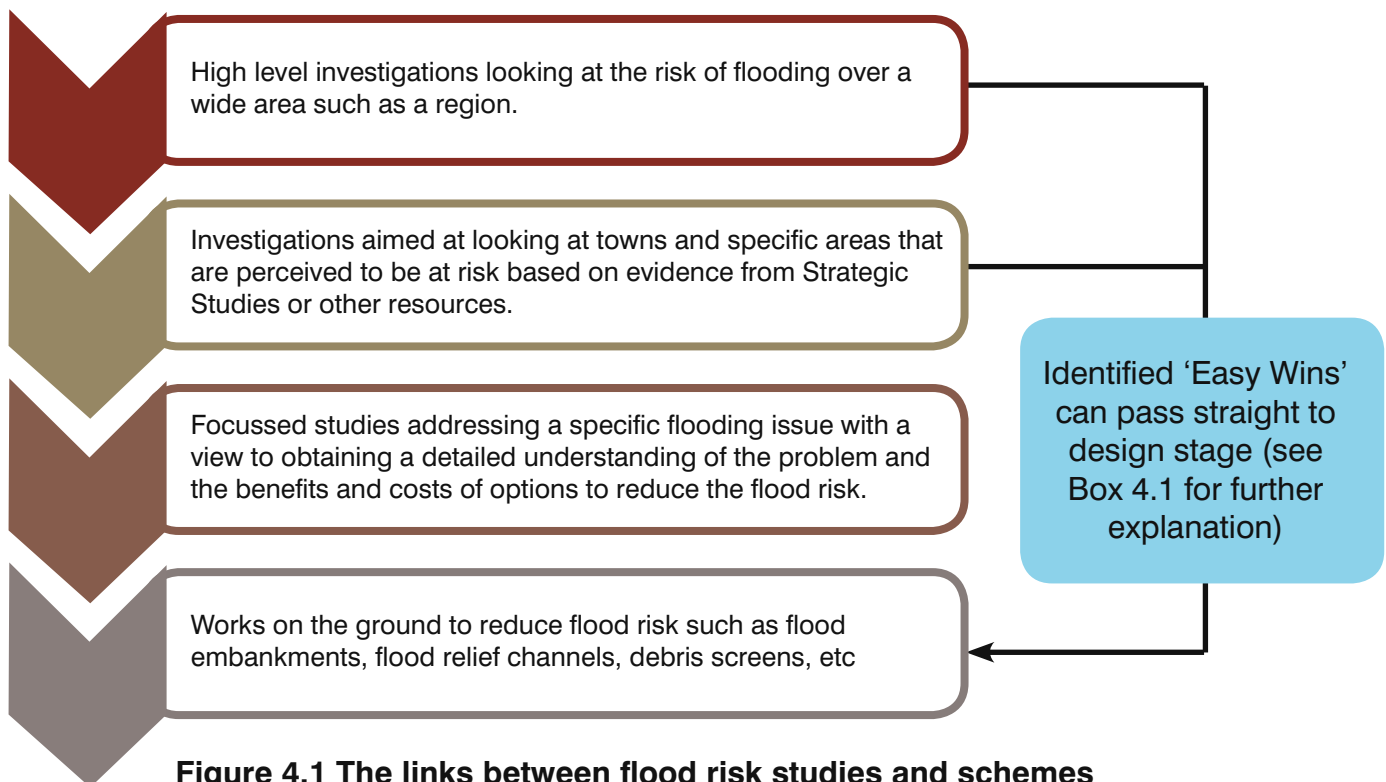 High level investigations looking at the risk of flooding over a
wide area such as a region.
Investigations aimed at looking at towns and specific areas that
are perceived to be at risk based on evidence from Strategic
Studies or other resources.
Focussed studies addressing a specific flooding issue with a
view to obtaining a detailed understanding of the problem and
the benefits and costs of options to reduce the flood risk.
Works on the ground to reduce flood risk such as flood
embankments, flood relief channels, debris screens, etc
Identified ‘Easy Wins’
can pass straight to
design stage (see
Box 4.1 for further
explanation)
Figure 4.1 The links between flood risk studies and schemes